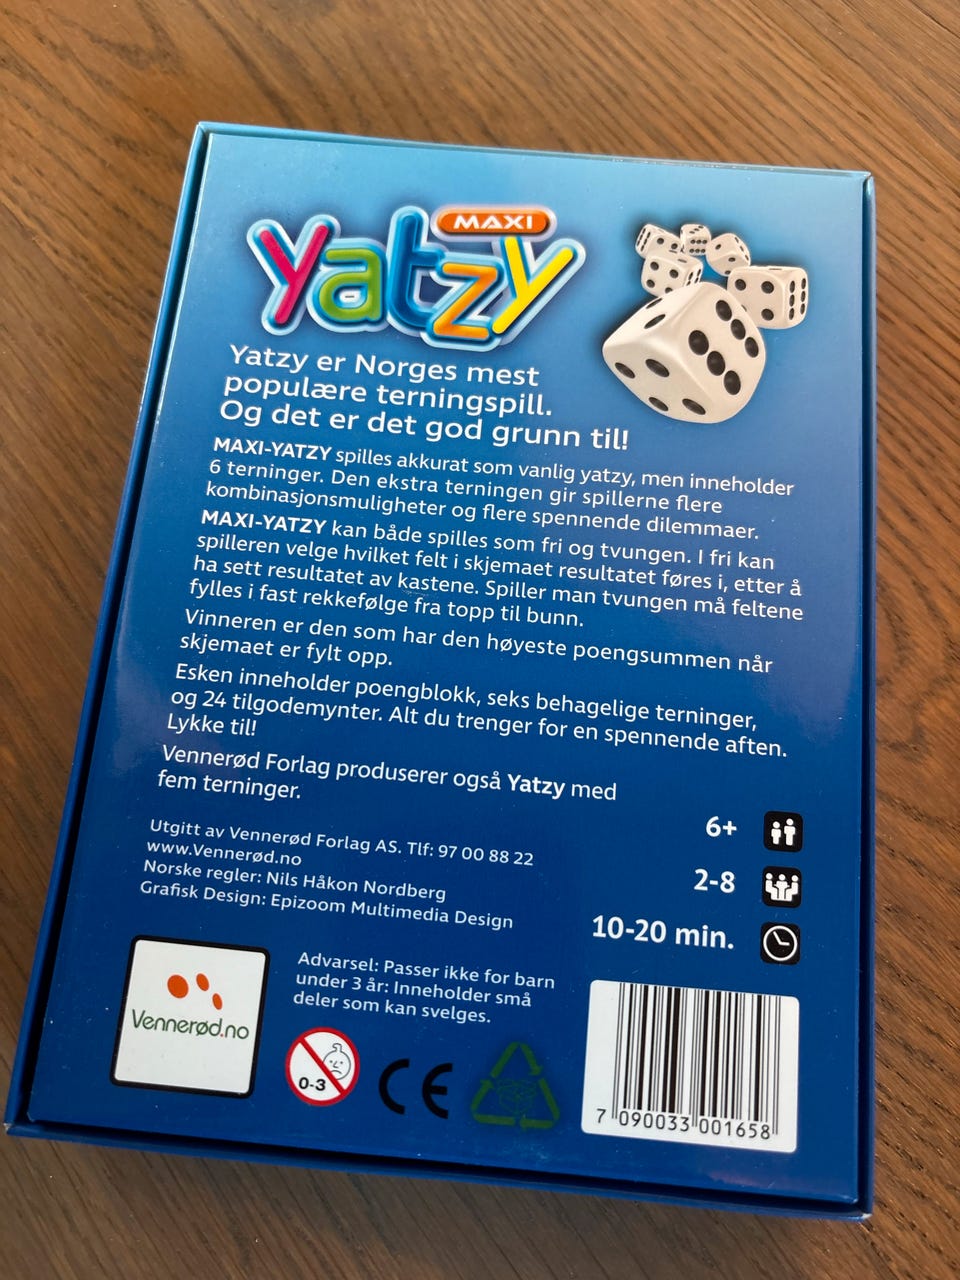 MAXI
Yatzy
Yatzy er Norges mest
populære terningspill.
Og det er det god grunn til!
MAXI-YATZY spilles akkurat som vanlig yatzy, men inneholder
6 terninger. Den ekstra terningen gir spillerne flere
kombinasjonsmuligheter og flere spennende dilemmaer.
MAXI-YATZY kan både spilles som fri og tvungen. I fri kan
spilleren velge hvilket felt i skjemaet resultatet føres i, etter å
ha sett resultatet av kastene. Spiller man tvungen må feltene
fylles i fast rekkefølge fra topp til bunn.
Vinneren er den som har den høyeste poengsummen når
skjemaet er fylt opp.
Esken inneholder poengblokk, seks behagelige terninger,
og 24 tilgodemynter. Alt du trenger for en spennende aften.
Lykke til!
Vennerød Forlag produserer også Yatzy med
fem terninger.
Utgitt av Vennerød Forlag AS. Tlf: 97 00 88 22
www.Vennerød.no
Norske regler: Nils Håkon Nordberg
Grafisk Design: Epizoom Multimedia Design
6+
2-8
10-20 min.
Vennerød.no
Advarsel: Passer ikke for barn
under 3 år: Inneholder små
deler som kan svelges.
0-3
CE
7 090033 001658